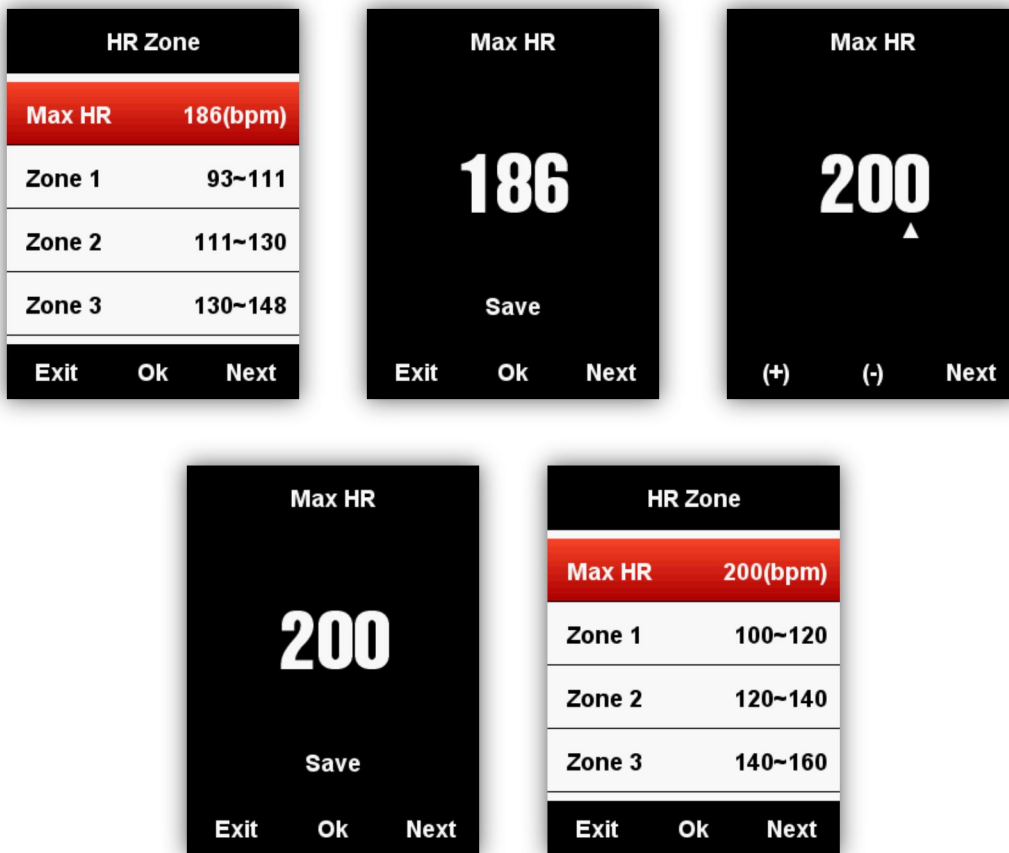 HR Zone
Max HR 186(bpm)
Zone 1 93~111
Zone 2 111~130
Zone 3 130~148
Exit Ok Next
Max HR
186
Save
Exit Ok Next
Max HR
200
▲
(+) (-) Next
Max HR
200
Save
Exit Ok Next
HR Zone
Max HR 200(bpm)
Zone 1 100~120
Zone 2 120~140
Zone 3 140~160
Exit Ok Next